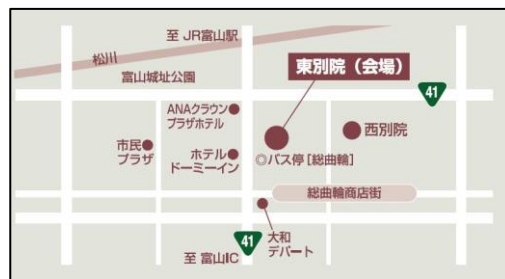 至 JR富山駅
松川
富山城址公園
東別院（会場）
41
ANAクラウン
プラザホテル
西別院
市民
プラザ
ホテル
ドーミーイン
◎バス停［総曲輪］
総曲輪商店街
41
大和
デパート
至 富山IC